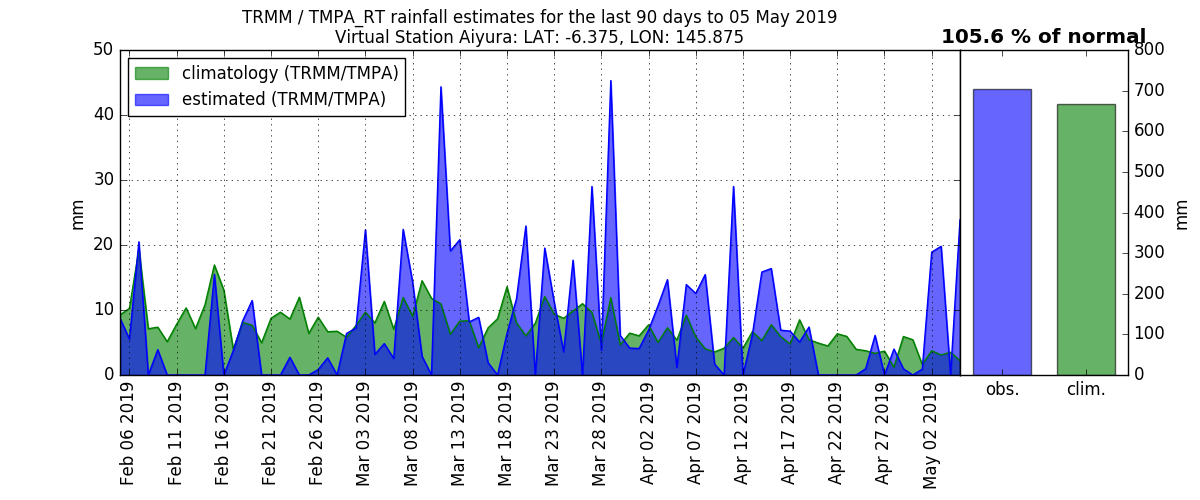 TRMM / TMPA_RT rainfall estimates for the last 90 days to 05 May 2019
Virtual Station Aiyura: LAT: -6.375, LON: 145.875
105.6 % of normal
climatology (TRMM/TMPA)
estimated (TRMM/TMPA)
50
40
30
20
10
0
mm
800
700
600
500
400
300
200
100
0
mm
obs.
clim.
Feb 06 2019
Feb 11 2019
Feb 16 2019
Feb 21 2019
Feb 26 2019
Mar 03 2019
Mar 08 2019
Mar 13 2019
Mar 18 2019
Mar 23 2019
Mar 28 2019
Apr 02 2019
Apr 07 2019
Apr 12 2019
Apr 17 2019
Apr 22 2019
Apr 27 2019
May 02 2019